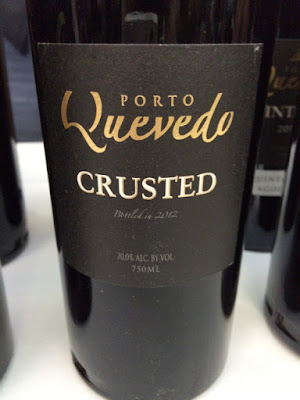 PORTO
Quevedo
CRUSTED
Bottled in 2012
20,0% ALC. BY VOL
750ML